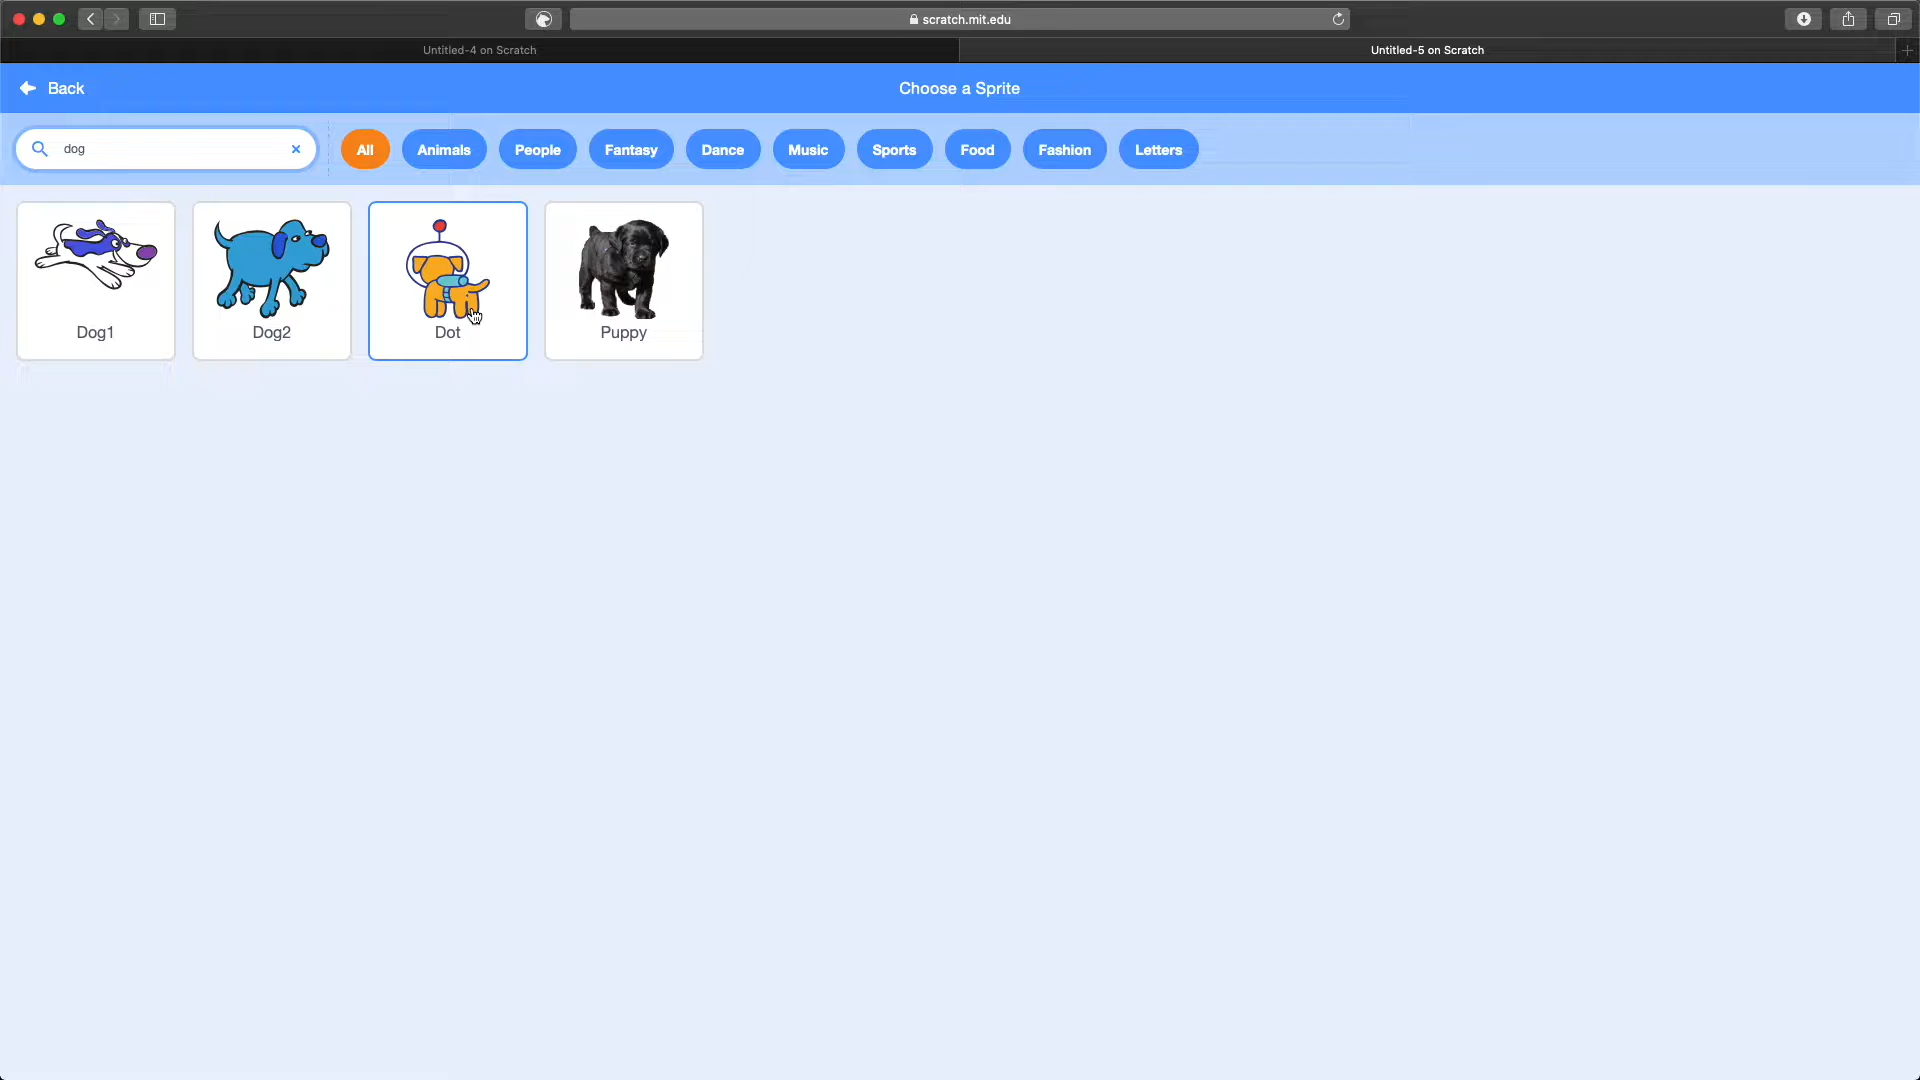 scratch.mit.edu
Untitled-4 on Scratch
Untitled-5 on Scratch
Back
Choose a Sprite
dog
All
Animals
People
Fantasy
Dance
Music
Sports
Food
Fashion
Letters
Dog1
Dog2
Dot
Puppy